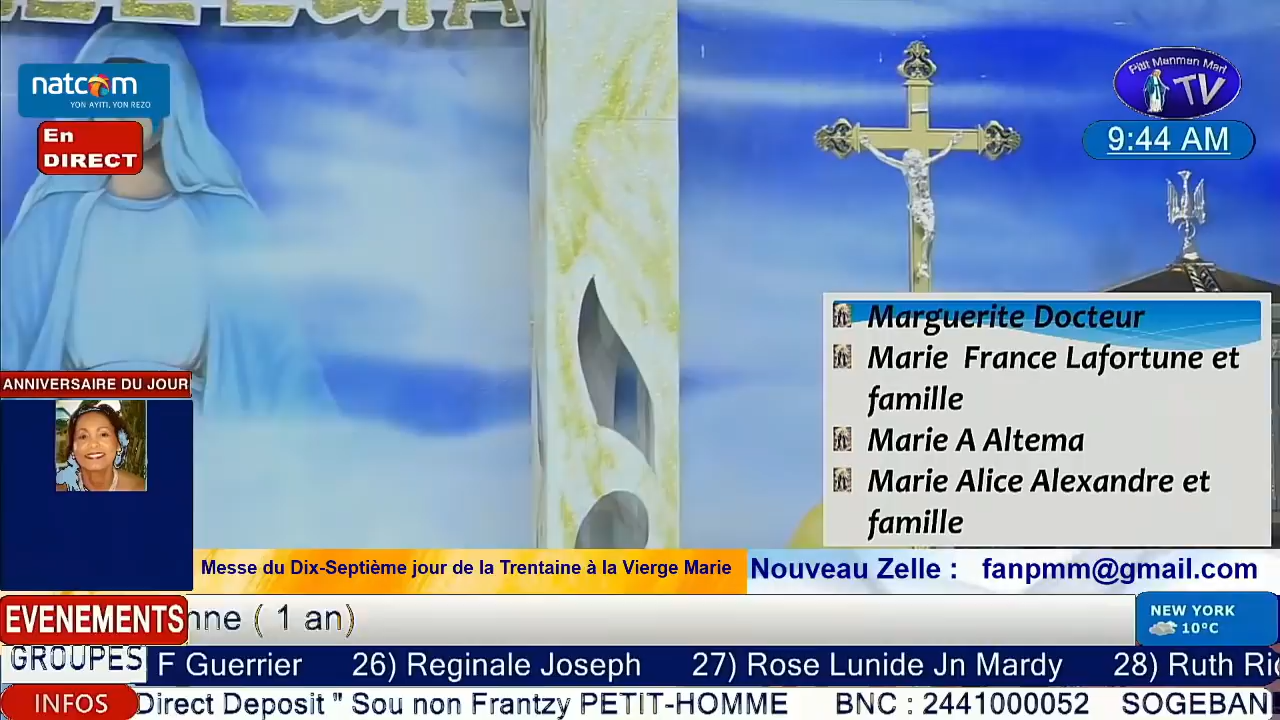 natcom
YON AYITI, YON REZO
En
DIRECT
Ptitt Manman Mari
TV
9:44 AM
Marguerite Docteur
Marie France Lafortune et
famille
Marie A Altema
Marie Alice Alexandre et
famille
ANNIVERSAIRE DU JOUR
Messe du Dix-Septième jour de la Trentaine à la Vierge Marie
Nouveau Zelle : fanpmm@gmail.com
EVENEMENTS
nne ( 1 an)
NEW YORK
10°C
GROUPES
F Guerrier 26) Reginale Joseph 27) Rose Lunide Jn Mardy 28) Ruth Ri
INFOS
Direct Deposit " Sou non Frantzy PETIT-HOMME BNC : 2441000052 SOGEBAN